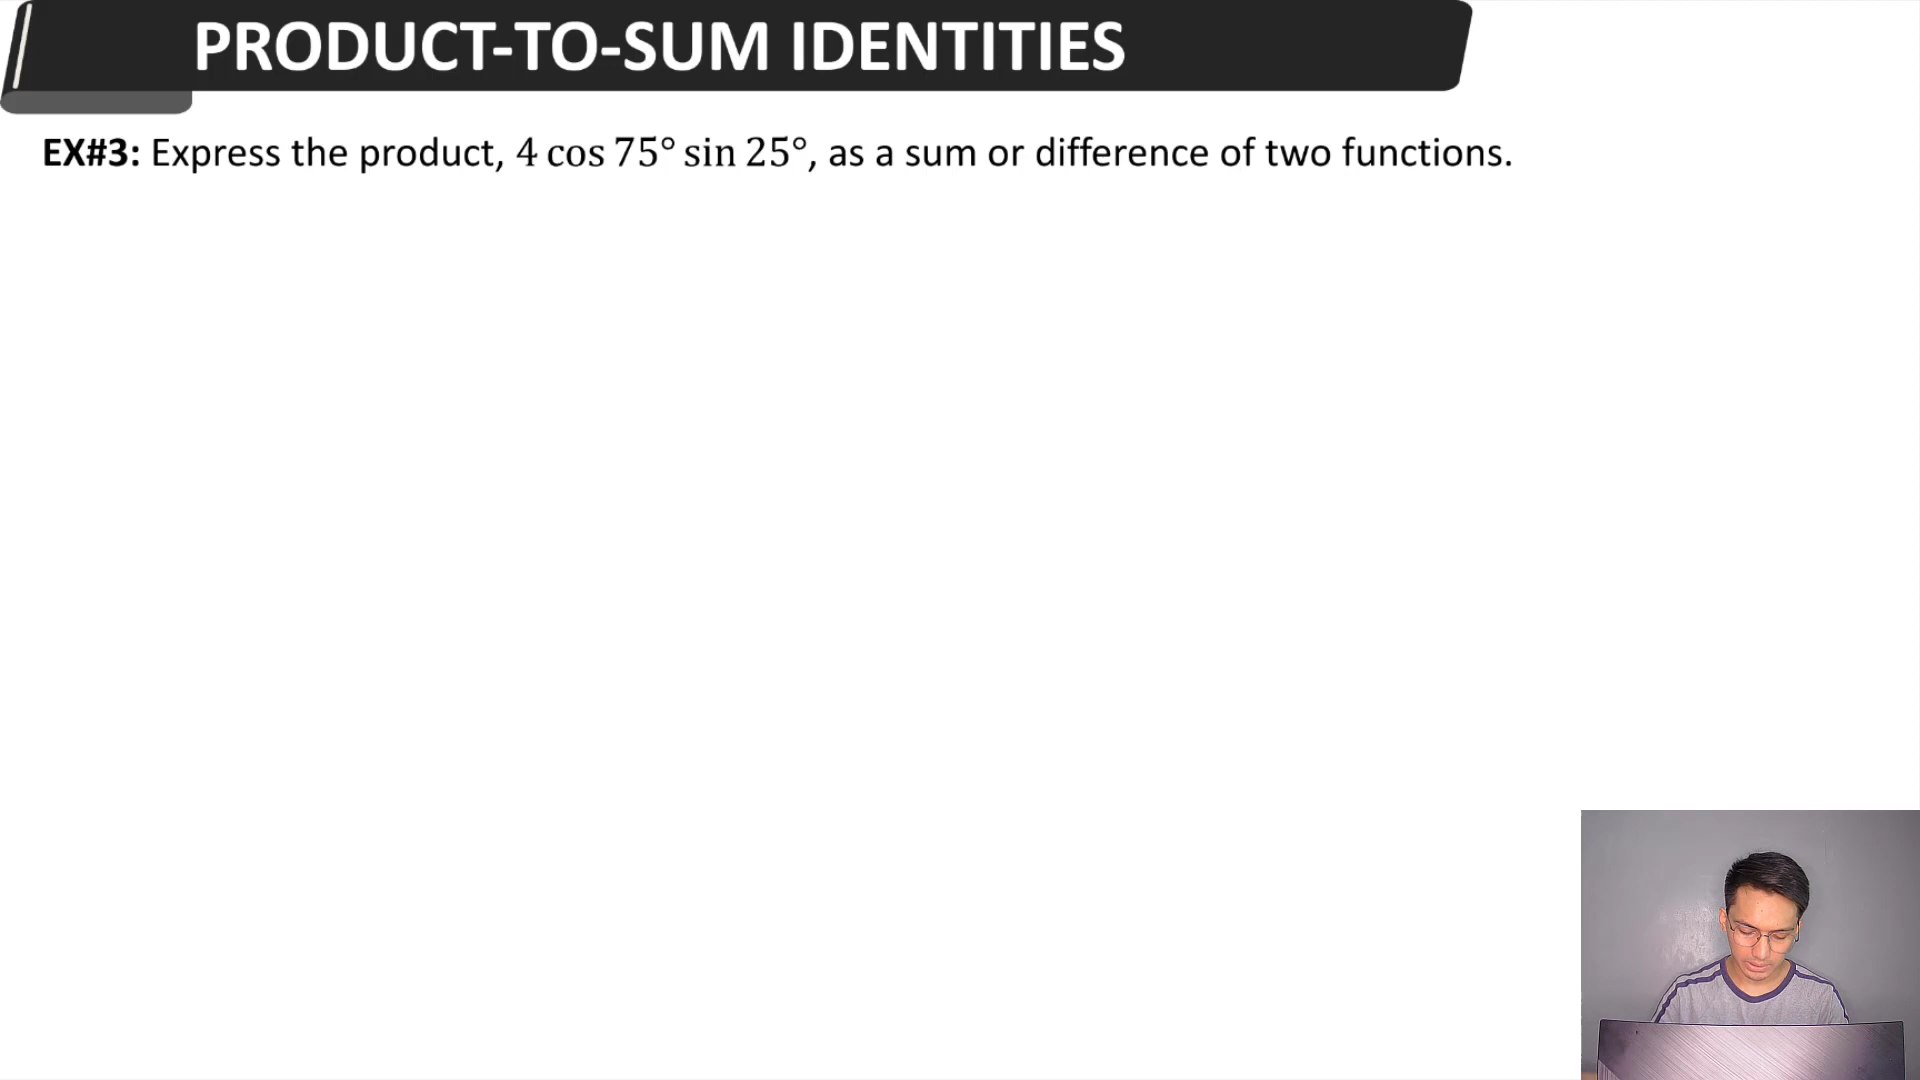 PRODUCT-TO-SUM IDENTITIES
EX#3: Express the product, 4 cos 75° sin 25°, as a sum or difference of two functions.